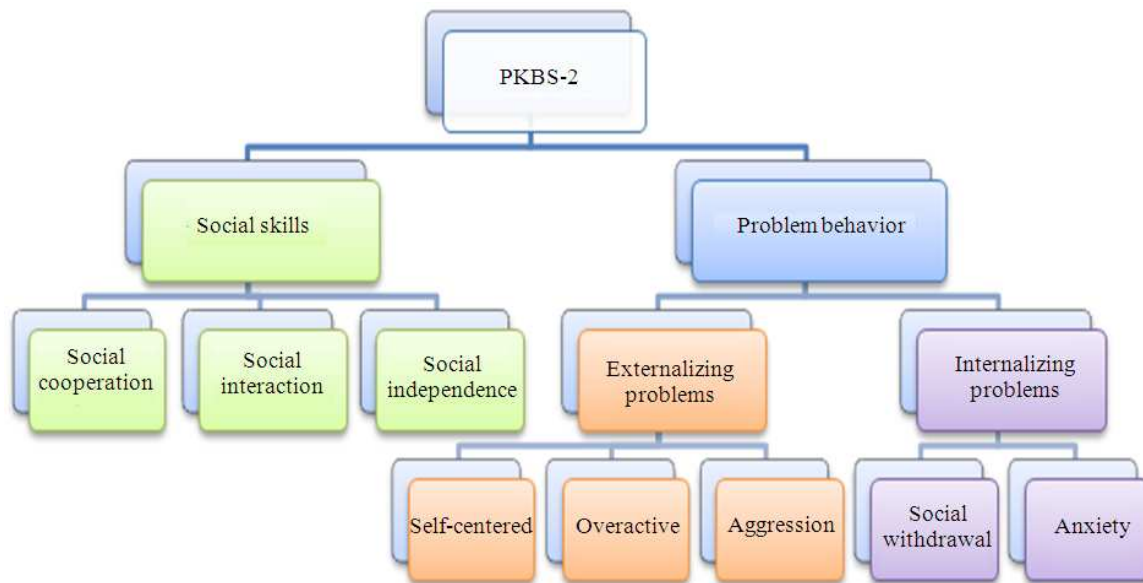 PKBS-2
Social skills
Problem behavior
Social
cooperation
Social
interaction
Social
independence
Externalizing
problems
Internalizing
problems
Self-centered
Overactive
Aggression
Social
withdrawal
Anxiety